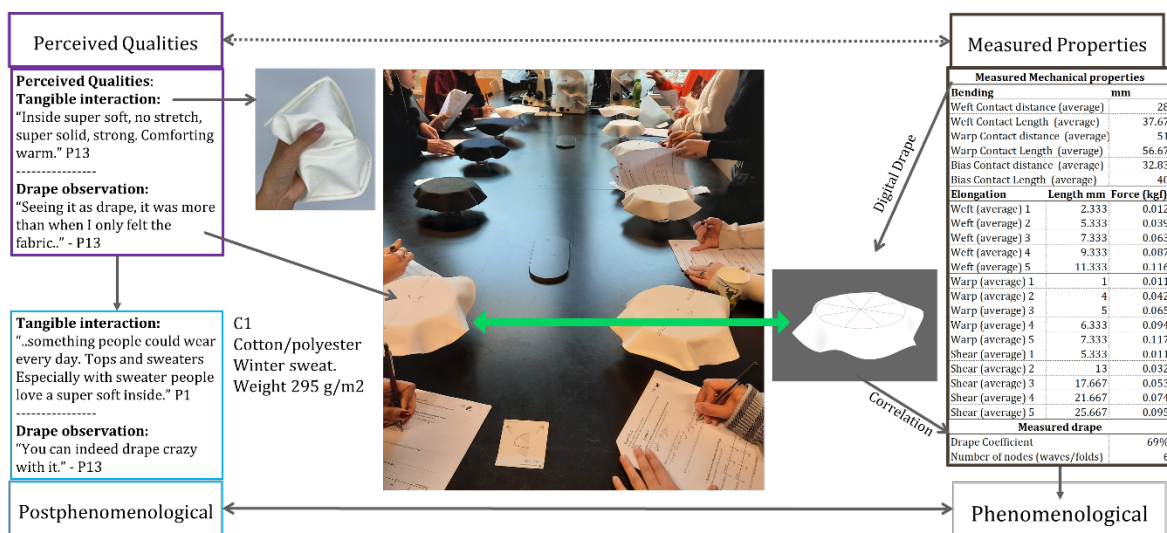 Perceived Qualities
Measured Properties
Perceived Qualities:
Tangible interaction:
“Inside super soft, no stretch,
super solid, strong. Comforting
warm.” P13
----------------
Drape observation:
“Seeing it as drape, it was more
than when I only felt the
fabric..” - P13
Tangible interaction:
“..something people could wear
every day. Tops and sweaters
Especially with sweater people
love a super soft inside.” P1
----------------
Drape observation:
“You can indeed drape crazy
with it.” - P13
Postphenomenological
C1
Cotton/polyester
Winter sweat.
Weight 295 g/m2
Digital Drape
Correlation
Measured Mechanical properties
Bending mm
Weft Contact distance (average) 28
Weft Contact Length (average) 37.67
Warp Contact distance (average) 51
Warp Contact Length (average) 56.67
Bias Contact distance (average) 32.83
Bias Contact Length (average) 40
Elongation Length mm Force (kgf)
Weft (average) 1 2.333 0.012
Weft (average) 2 5.333 0.039
Weft (average) 3 7.333 0.063
Weft (average) 4 9.333 0.087
Weft (average) 5 11.333 0.116
Warp (average) 1 1 0.011
Warp (average) 2 4 0.042
Warp (average) 3 5 0.065
Warp (average) 4 6.333 0.094
Warp (average) 5 7.333 0.117
Shear (average) 1 5.333 0.011
Shear (average) 2 13 0.032
Shear (average) 3 17.667 0.053
Shear (average) 4 21.667 0.074
Shear (average) 5 25.667 0.095
Measured drape
Drape Coefficient 69%
Number of nodes (waves/folds) 6
Phenomenological